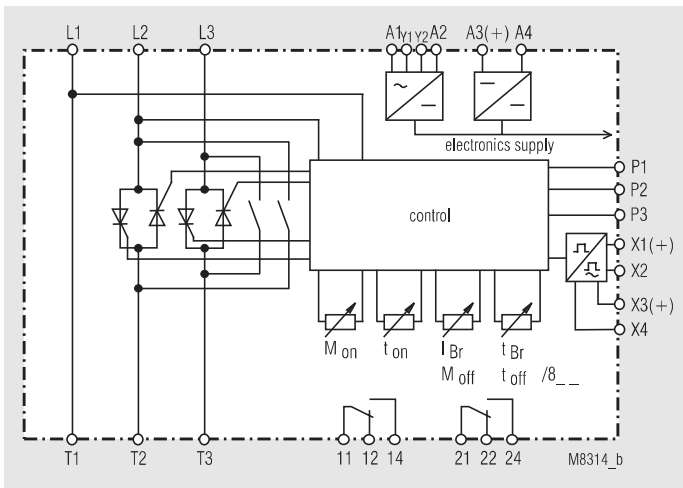 L1 L2 L3 A1 Y1 Y2 A2 A3(+) A4
electronics supply
P1
P2
control
P3
X1(+)
X2
X3(+)
X4
M on t on I Br t Br
M off t off /8_ _
T1 T2 T3 11 12 14 21 22 24 M8314_b